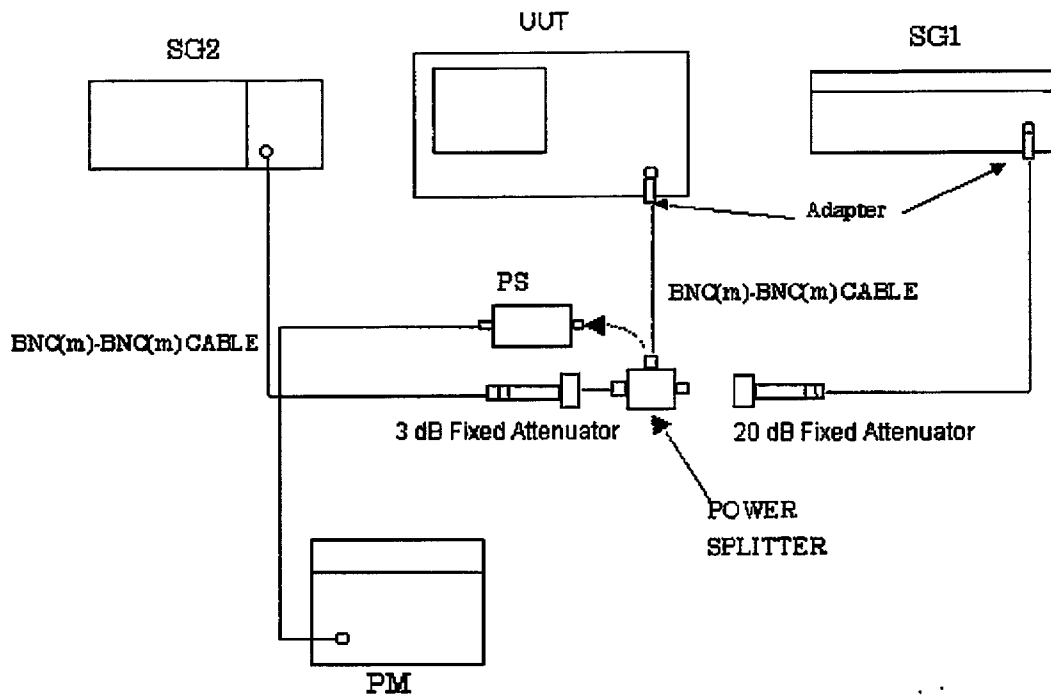 UUT
SG2
SG1
Adapter
PS
BNC(m)-BNC(m) CABLE
BNC(m)-BNC(m) CABLE
3 dB Fixed Attenuator
20 dB Fixed Attenuator
POWER
SPLITTER
PM